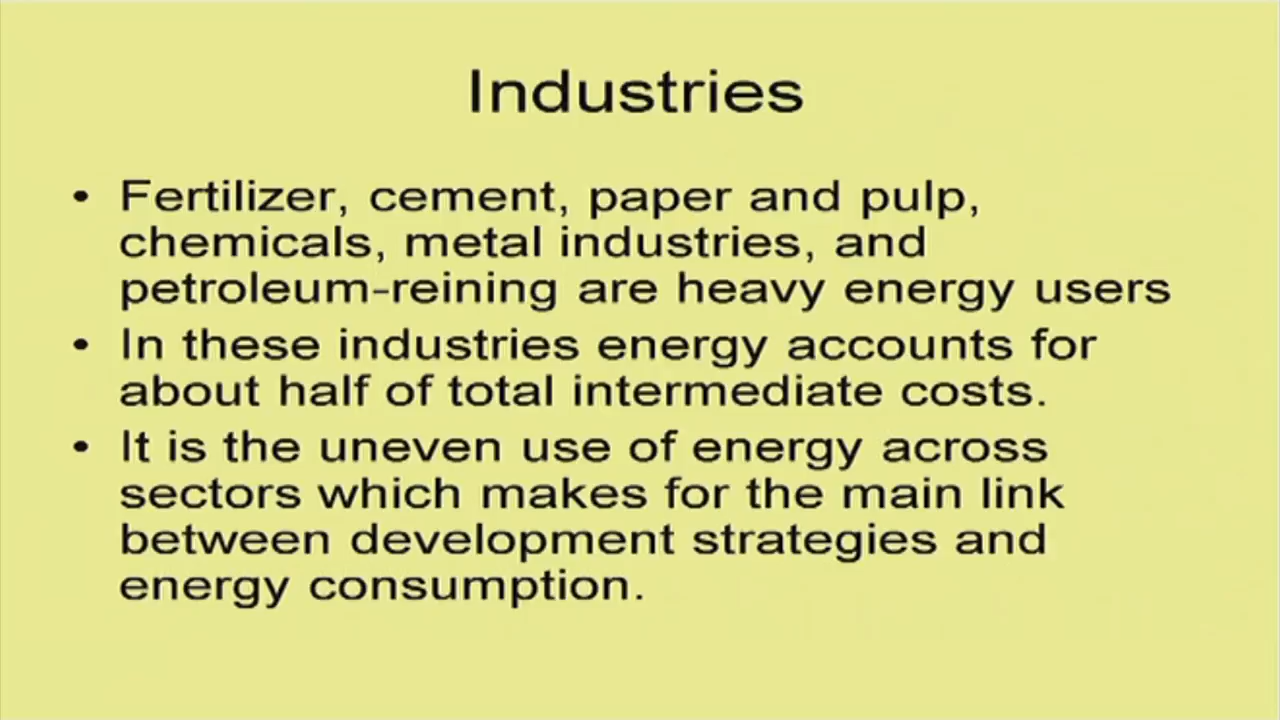 Industries
• Fertilizer, cement, paper and pulp,
chemicals, metal industries, and
petroleum-reining are heavy energy users
• In these industries energy accounts for
about half of total intermediate costs.
• It is the uneven use of energy across
sectors which makes for the main link
between development strategies and
energy consumption.